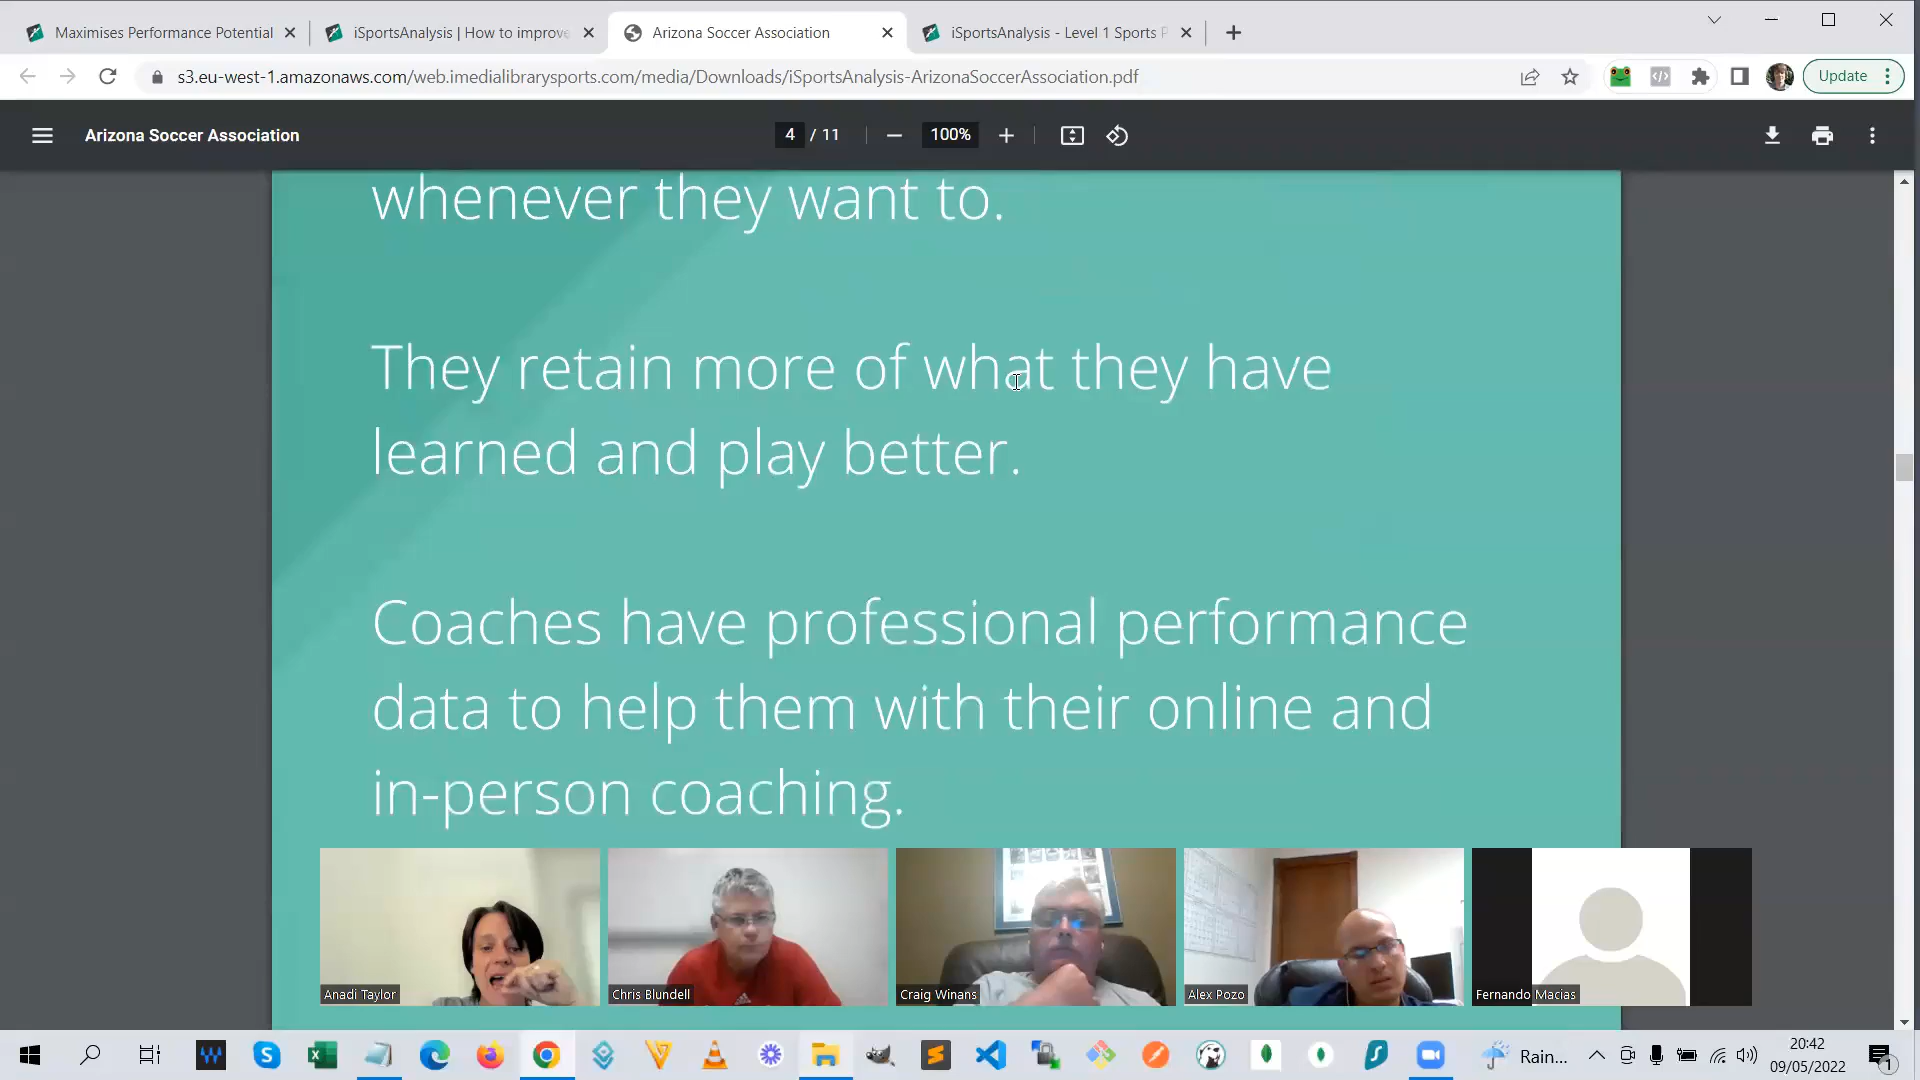 Maximises Performance Potential
iSportsAnalysis | How to improve
Arizona Soccer Association
iSportsAnalysis - Level 1 Sports P
s3.eu-west-1.amazonaws.com/web.imedialibrarysports.com/media/Downloads/iSportsAnalysis-ArizonaSoccerAssociation.pdf
Update
Arizona Soccer Association
4 / 11
100%
whenever they want to.
They retain more of what they have
learned and play better.
Coaches have professional performance
data to help them with their online and
in-person coaching.
Anadi Taylor
Chris Blundell
Craig Winans
Alex Pozo
Fernando Macias
Rain...
20:42
09/05/2022
1